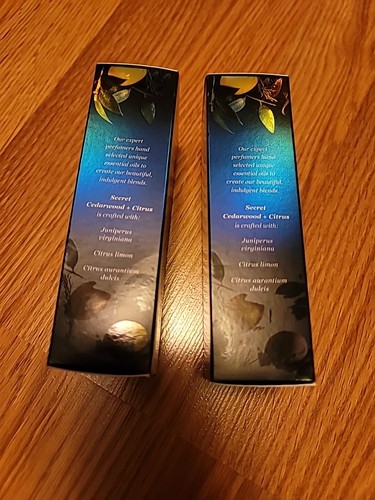 Our expert
perfumers hand
selected unique
essential oils to
create our beautiful,
indulgent blends.
Secret
Cedarwood + Citrus
is crafted with:
Juniperus
virginiana
Citrus limon
Citrus aurantium
dulcis
Our expert
perfumers hand
selected unique
essential oils to
create our beautiful,
indulgent blends.
Secret
Cedarwood + Citrus
is crafted with:
Juniperus
virginiana
Citrus limon
Citrus aurantium
dulcis